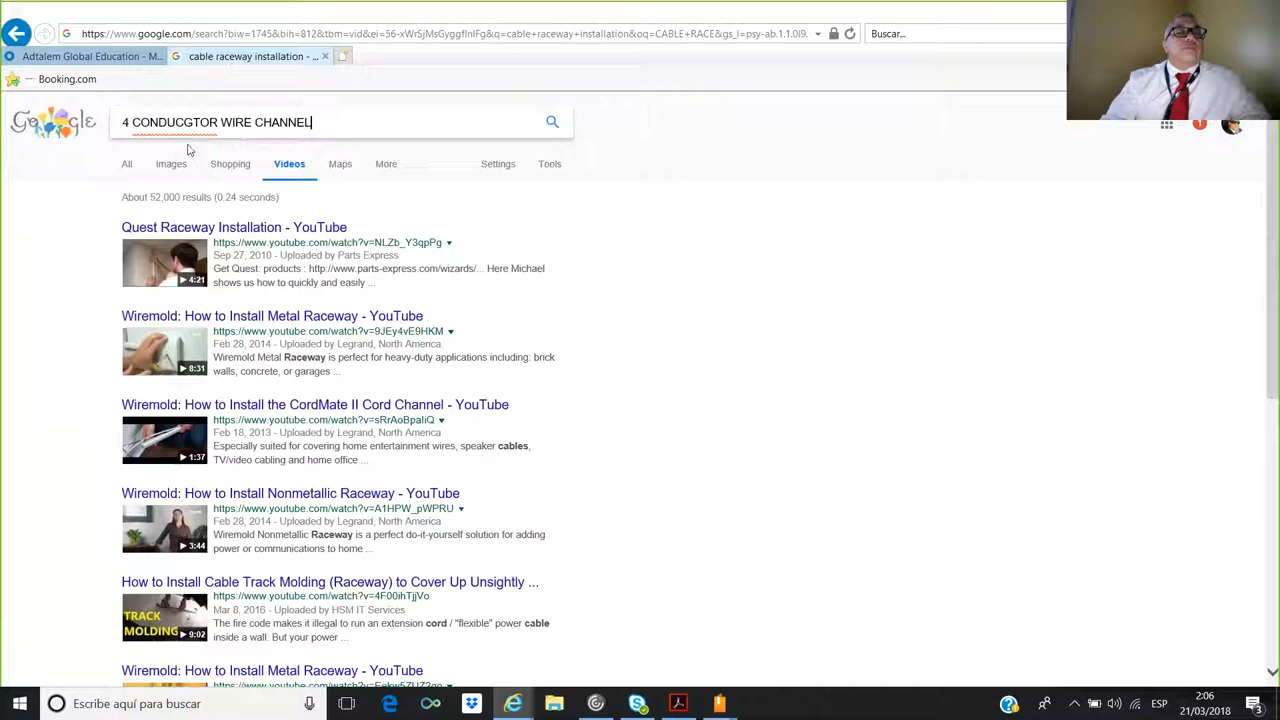 https://www.google.com/search?biw=1745&bih=812&tbm=vid&ei=56-xWrSjMsGyggfInIFg&q=cable+raceway+installation&oq=CABLE+RACE&gs_l=psy-ab.1.1.0l9.
Buscar...
Adtalem Global Education - M...
cable raceway installation - ...
Booking.com
Google
4 CONDUCGTOR WIRE CHANNEL
All
Images
Shopping
Videos
Maps
More
Settings
Tools
1
About 52,000 results (0.24 seconds)
Quest Raceway Installation - YouTube
https://www.youtube.com/watch?v=NLZb_Y3qpPg
Sep 27, 2010 - Uploaded by Parts Express
Get Quest: products : http://www.parts-express.com/wizards/... Here Michael
shows us how to quickly and easily ...
4:21
Wiremold: How to Install Metal Raceway - YouTube
https://www.youtube.com/watch?v=9JEy4vE9HKM
Feb 28, 2014 - Uploaded by Legrand, North America
Wiremold Metal Raceway is perfect for heavy-duty applications including: brick
walls, concrete, or garages ...
8:31
Wiremold: How to Install the CordMate II Cord Channel - YouTube
https://www.youtube.com/watch?v=sRrAoBpaIiQ
Feb 18, 2013 - Uploaded by Legrand, North America
Especially suited for covering home entertainment wires, speaker cables,
TV/video cabling and home office ...
1:37
Wiremold: How to Install Nonmetallic Raceway - YouTube
https://www.youtube.com/watch?v=A1HPW_pWPRU
Feb 28, 2014 - Uploaded by Legrand, North America
Wiremold Nonmetallic Raceway is a perfect do-it-yourself solution for adding
power or communications to home ...
3:44
How to Install Cable Track Molding (Raceway) to Cover Up Unsightly ...
https://www.youtube.com/watch?v=4F00ihTjjVo
Mar 8, 2016 - Uploaded by HSM IT Services
The fire code makes it illegal to run an extension cord / "flexible" power cable
inside a wall. But your power ...
TRACK
MOLDING
9:02
Wiremold: How to Install Metal Raceway - YouTube
Escribe aquí para buscar
ESP
2:06
21/03/2018
3